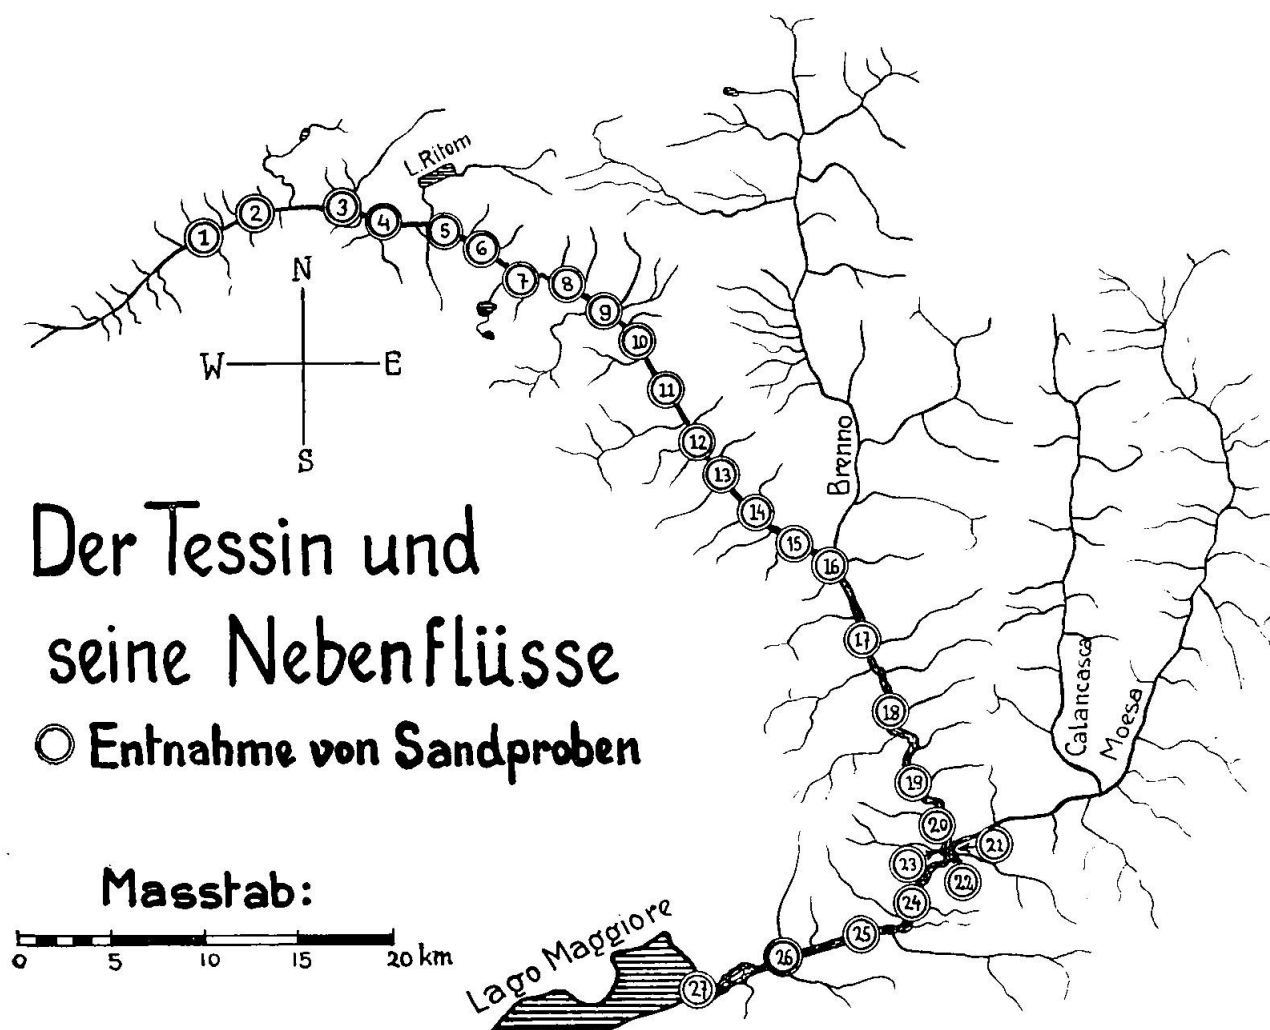 L. Ritom
1
2
3
4
5
6
7
8
9
10
11
12
13
14
15
16
17
18
19
20
21
22
23
24
25
26
27
N
W
E
S
Brenno
Calancasca
Moesa
Der Tessin und
seine Nebenflüsse
Entnahme von Sandproben
Masstab:
0 5 10 15 20 km
Lago Maggiore